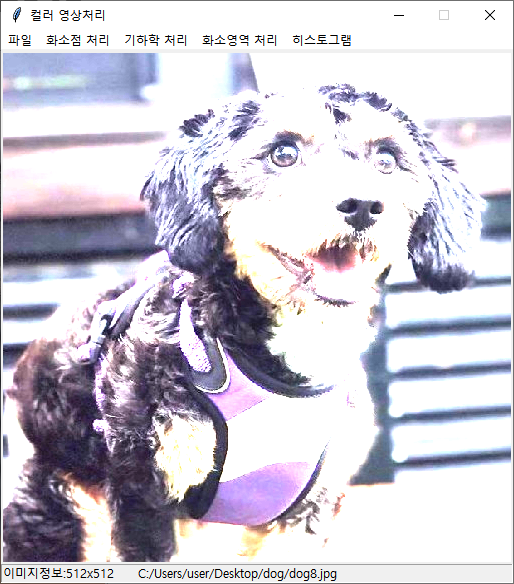 컬러 영상처리
파일 화소점 처리 기하학 처리 화소영역 처리 히스토그램
이미지정보:512x512 C:/Users/user/Desktop/dog/dog8.jpg